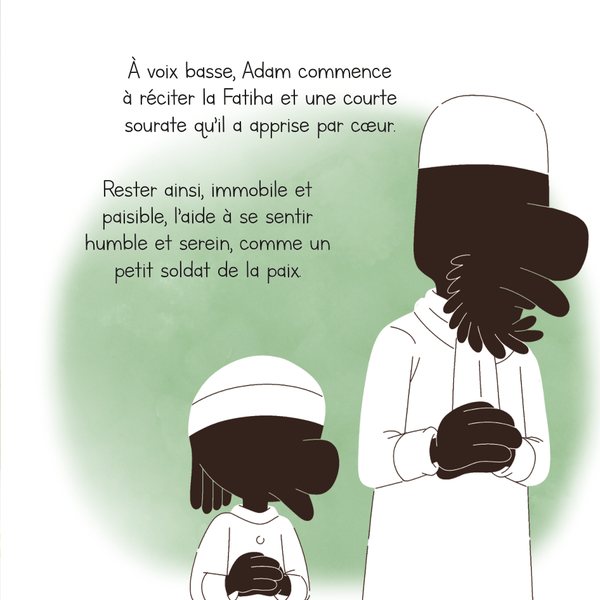 À voix basse, Adam commence
à réciter la Fatiha et une courte
sourate qu'il a apprise par cœur.
Rester ainsi, immobile et
paisible, l'aide à se sentir
humble et serein, comme un
petit soldat de la paix.